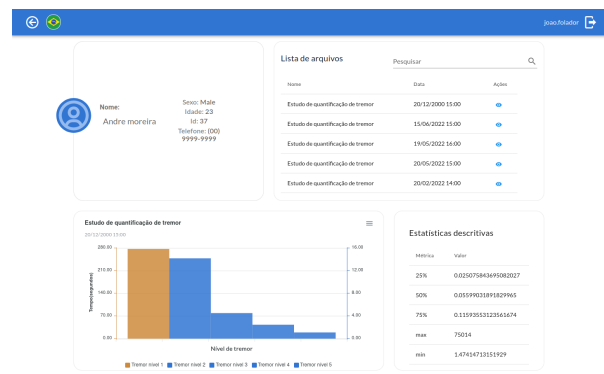 joao.folador
Nome:
Andre moreira
Sexo: Male
Idade: 23
Id: 37
Telefone: (00)
9999-9999
Lista de arquivos
Pesquisar
Nome Data Ações
Estudo de quantificação de tremor 20/12/2000 15:00
Estudo de quantificação de tremor 15/06/2022 15:00
Estudo de quantificação de tremor 19/05/2022 16:00
Estudo de quantificação de tremor 20/05/2022 15:00
Estudo de quantificação de tremor 20/02/2022 14:00
Estudo de quantificação de tremor
20/12/2000 15:00
Tempo(segundos)
280.00 16.00
210.00 12.00
140.00 8.00
70.00 4.00
0.00 0.00
Nível de tremor
Tremor nível 1 Tremor nível 2 Tremor nível 3 Tremor nível 4 Tremor nível 5
Estatísticas descritivas
Métrica Valor
25% 0.025075843695082027
50% 0.05599031891829965
75% 0.11593553123561674
max 75014
min 1.47414713151929